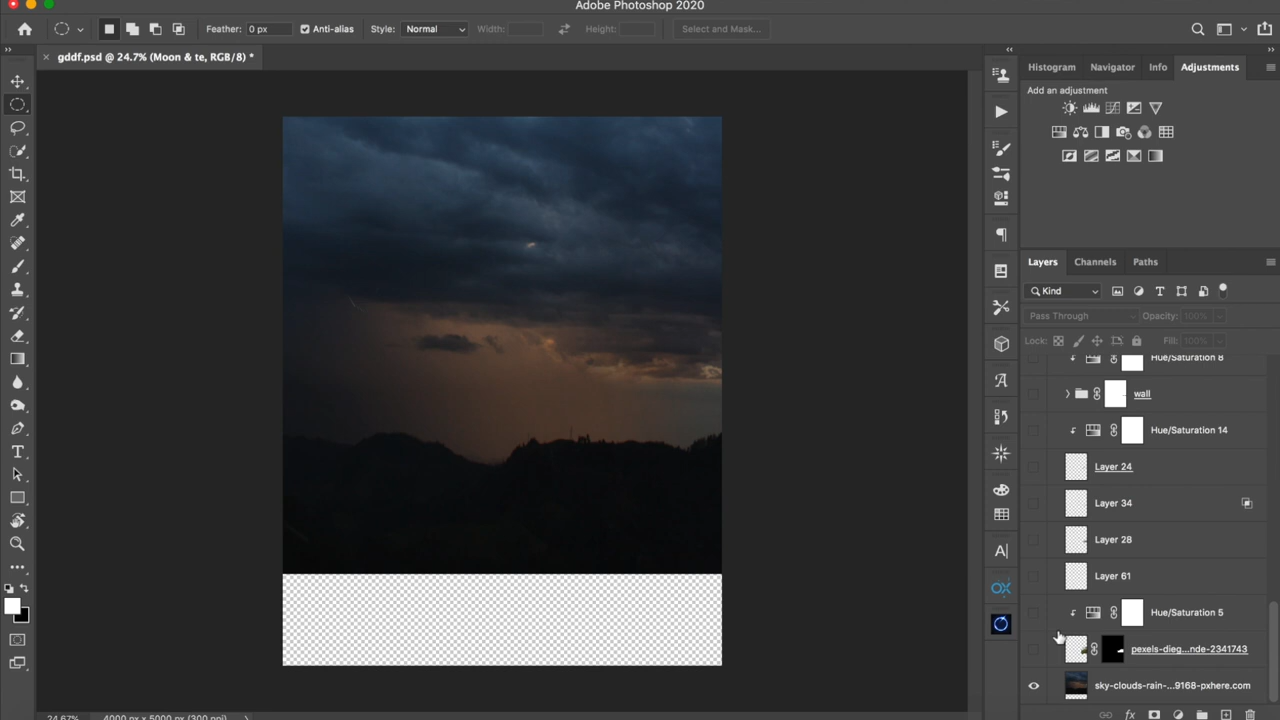 Adobe Photoshop 2020
Feather: 0 px Anti-alias Style: Normal Width: Height: Select and Mask...
gddf.psd @ 24.7% (Moon & te, RGB/8) *
Histogram Navigator Info Adjustments
Add an adjustment
Layers Channels Paths
Kind
Pass Through Opacity: 100%
Lock: Fill: 100%
Hue/Saturation 8
wall
Hue/Saturation 14
Layer 24
Layer 34
Layer 28
Layer 61
Hue/Saturation 5
pexels-dieg...nde-2341743
sky-clouds-rain-...9168-pxhere.com
24.67% 4000 px x 5000 px (300 ppi)